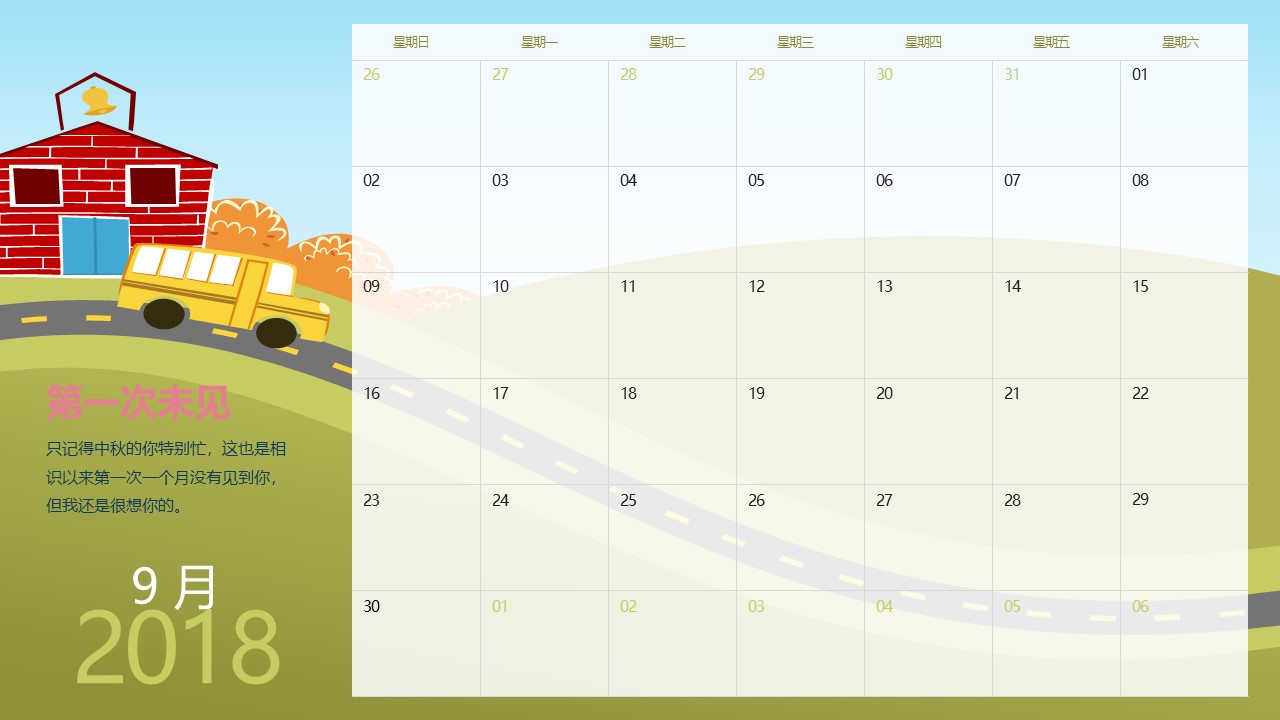 星期日 星期一 星期二 星期三 星期四 星期五 星期六
26 27 28 29 30 31 01
02 03 04 05 06 07 08
09 10 11 12 13 14 15
16 17 18 19 20 21 22
23 24 25 26 27 28 29
30 01 02 03 04 05 06
第一次未见
只记得中秋的你特别忙，这也是相
识以来第一次一个月没有见到你，
但我还是很想你的。
9 月
2018